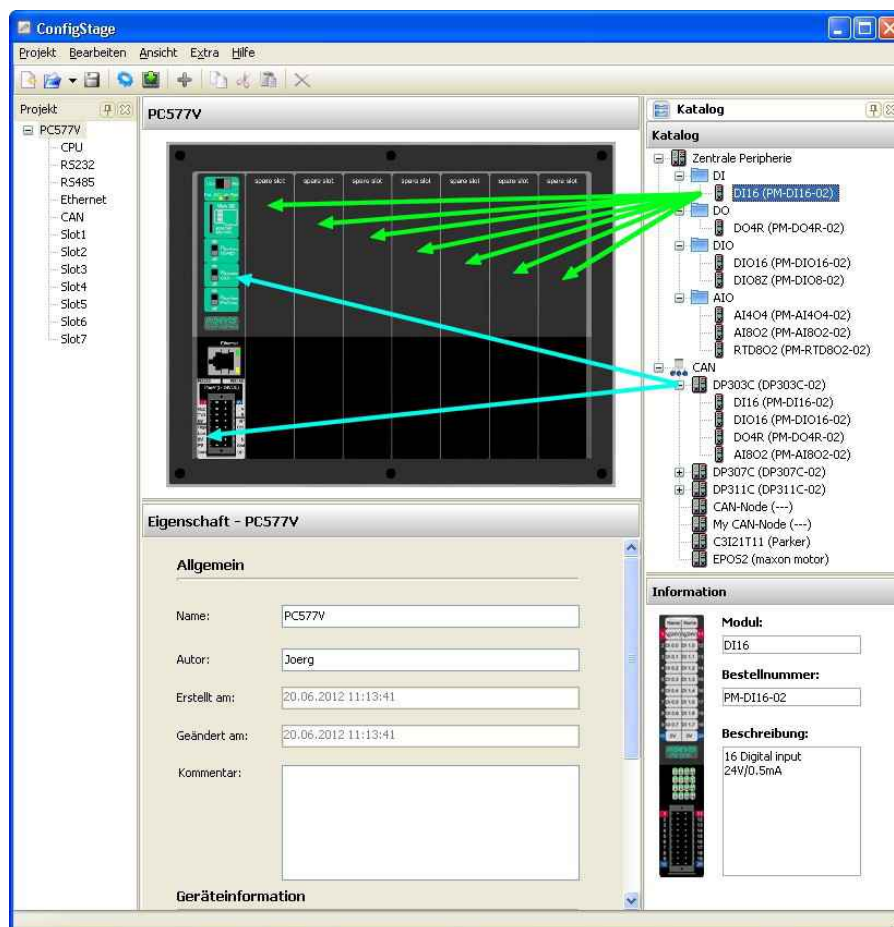 ConfigStage
Projekt Bearbeiten Ansicht Extra Hilfe
Projekt
PC577V
CPU
RS232
RS485
Ethernet
CAN
Slot1
Slot2
Slot3
Slot4
Slot5
Slot6
Slot7
PC577V
spare slot spare slot spare slot spare slot spare slot spare slot spare slot
Ethernet
Eigenschaft - PC577V
Allgemein
Name: PC577V
Autor: Joerg
Erstellt am: 20.06.2012 11:13:41
Geändert am: 20.06.2012 11:13:41
Kommentar:
Geräteinformation
Katalog
Katalog
Zentrale Peripherie
DI
DI16 (PM-DI16-02)
DO
DO4R (PM-DO4R-02)
DIO
DIO16 (PM-DIO16-02)
DIO8Z (PM-DIO8-02)
AIO
AI4O4 (PM-AI4O4-02)
AI8O2 (PM-AI8O2-02)
RTD8O2 (PM-RTD8O2-02)
CAN
DP303C (DP303C-02)
DI16 (PM-DI16-02)
DIO16 (PM-DIO16-02)
DO4R (PM-DO4R-02)
AI8O2 (PM-AI8O2-02)
DP307C (DP307C-02)
DP311C (DP311C-02)
CAN-Node (---)
My CAN-Node (---)
C3I21T11 (Parker)
EPOS2 (maxon motor)
Information
Modul:
DI16
Bestellnummer:
PM-DI16-02
Beschreibung:
16 Digital input
24V/0.5mA